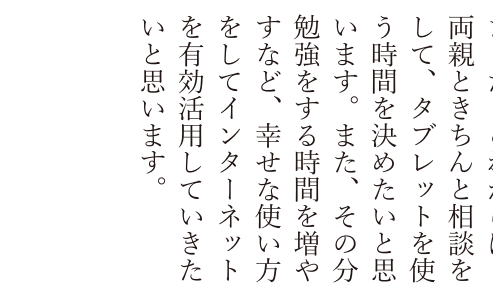 両親ときちんと相談を
して、タブレットを使
う時間を決めたいと思
います。また、その分
勉強をする時間を増や
すなど、幸せな使い方
をしてインターネット
を有効活用していきた
いと思います。